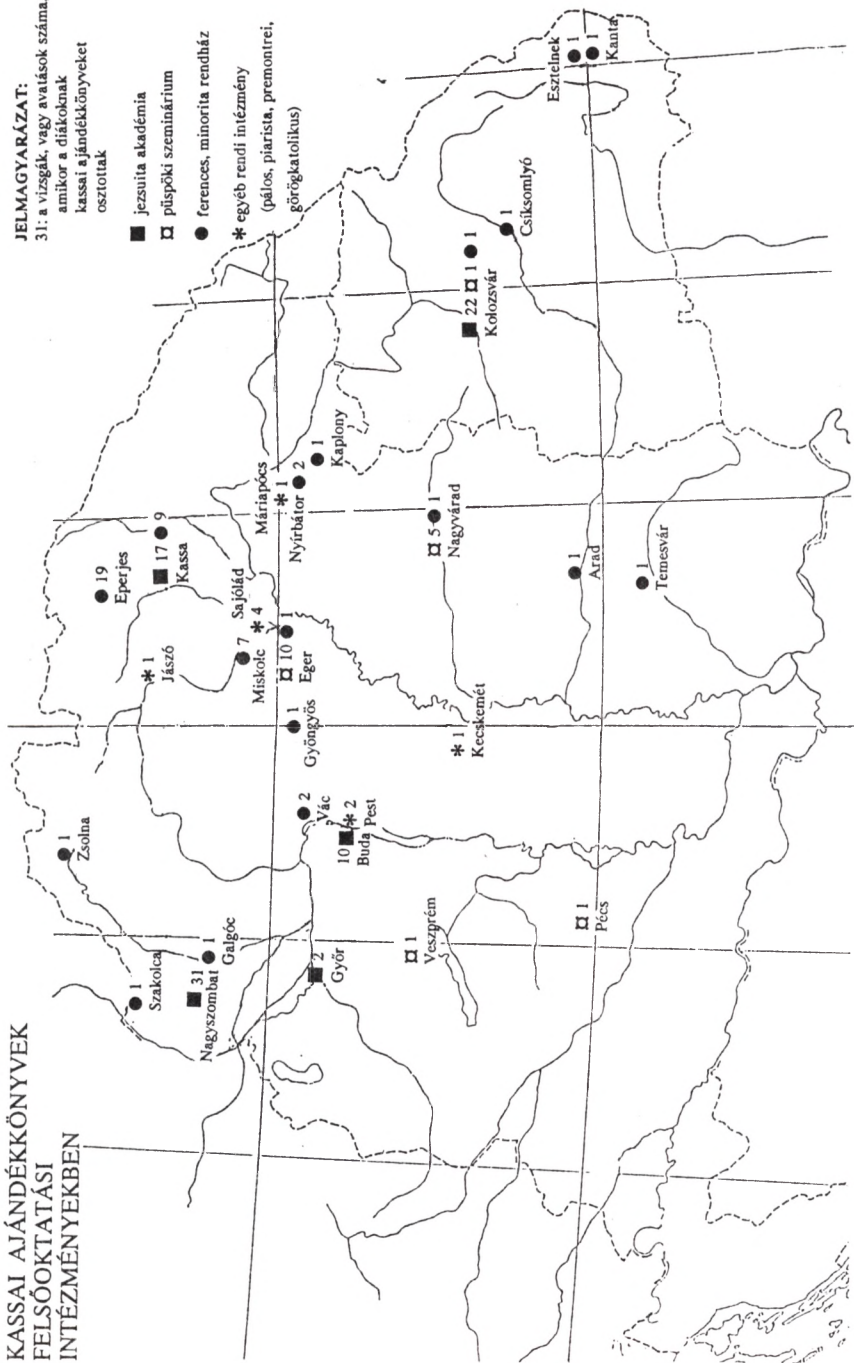 KASSAI AJÁNDÉKKÖNYVEK
FELSŐOKTATÁSI
INTÉZMÉNYEKBEN
JELMAGYARÁZAT:
31: a vizsgák, vagy avatások száma,
amikor a diákoknak
kassai ajándékkönyveket
osztottak
■ jezsuita akadémia
¤ püspöki szeminárium
● ferences, minorita rendház
* egyéb rendi intézmény
(pálos, piarista, premontrei,
görögkatolikus)
● 1
Szakolca
■ 31
Nagyszombat
● 1
Galgóc
● 1
Zsolna
■ 2
Győr
¤ 1
Veszprém
¤ 1
Pécs
● 2
Vác
10 ■ * 2
Buda Pest
● 1
Gyöngyös
* 1
Kecskemét
* 1
Jászó
● 19
Eperjes
■ 17 ● 9
Kassa
● 7
Miskolc
* 4
Sajólád
¤ 10 ● 1
Eger
* 1
Máriapócs
● 2
Nyírbátor
● 1
Kaplony
¤ 5 ● 1
Nagyvárad
● 1
Arad
● 1
Temesvár
■ 22 ¤ 1 ● 1
Kolozsvár
● 1
Csíksomlyó
● 1
Esztelnek
● 1
Kanta